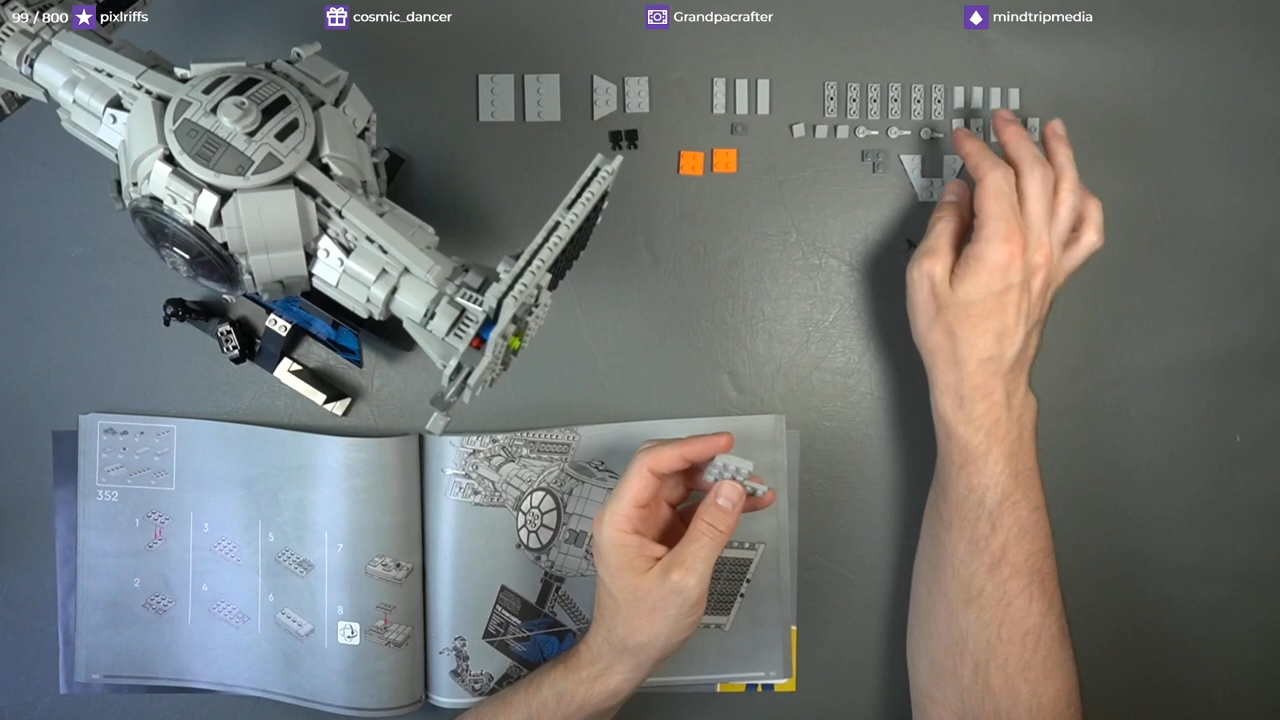 99 / 800 pixlriffs
cosmic_dancer
Grandpacrafter
mindtripmedia
352
1
3
5
7
2
4
6
8